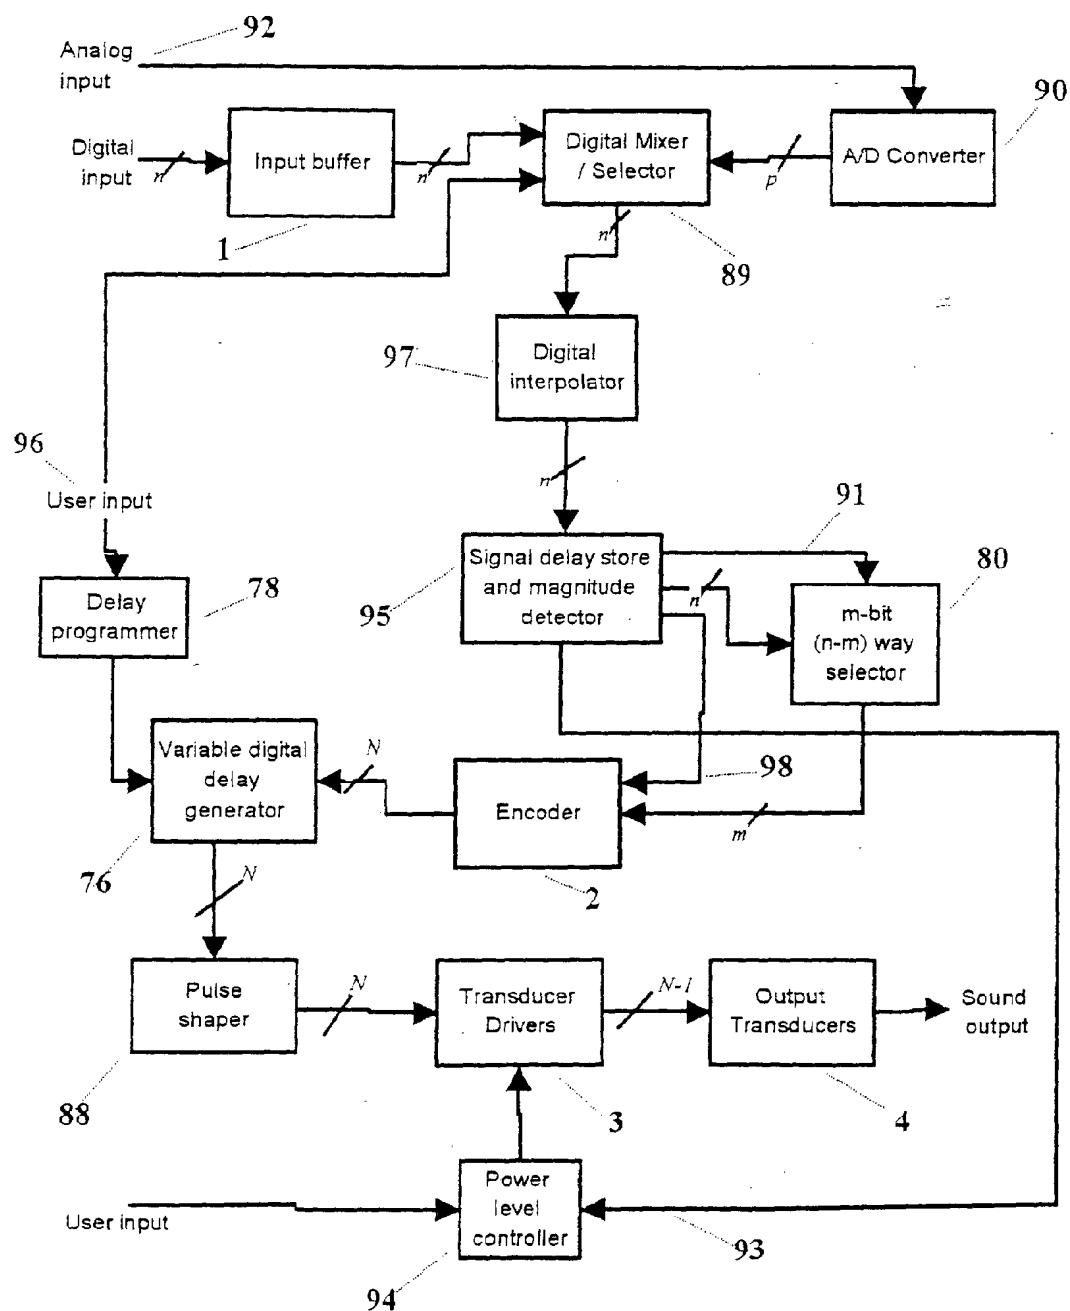 92
Analog
input
90
Digital
input
n
Input buffer
n
Digital Mixer
/ Selector
p
A/D Converter
1
n
89
97
Digital
interpolator
96
User input
n
91
Signal delay store
and magnitude
detector
95
n
80
m-bit
(n-m) way
selector
78
Delay
programmer
Variable digital
delay
generator
N
98
Encoder
m
76
N
2
Pulse
shaper
N
Transducer
Drivers
N-1
Output
Transducers
Sound
output
88
3
4
Power
level
controller
User input
93
94